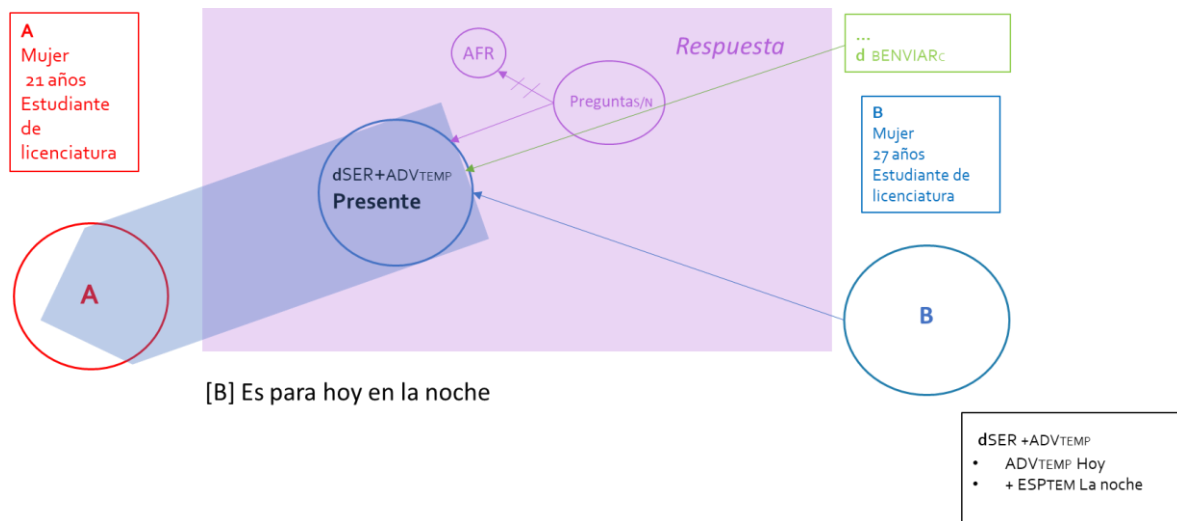 A
Mujer
21 años
Estudiante
de
licenciatura
AFR
Respuesta
PreguntaS/N
...
d BENVIARC
B
Mujer
27 años
Estudiante de
licenciatura
dSER+ADVTEMP
Presente
A
B
[B] Es para hoy en la noche
dSER +ADVTEMP
• ADVTEMP Hoy
• + ESPTEM La noche